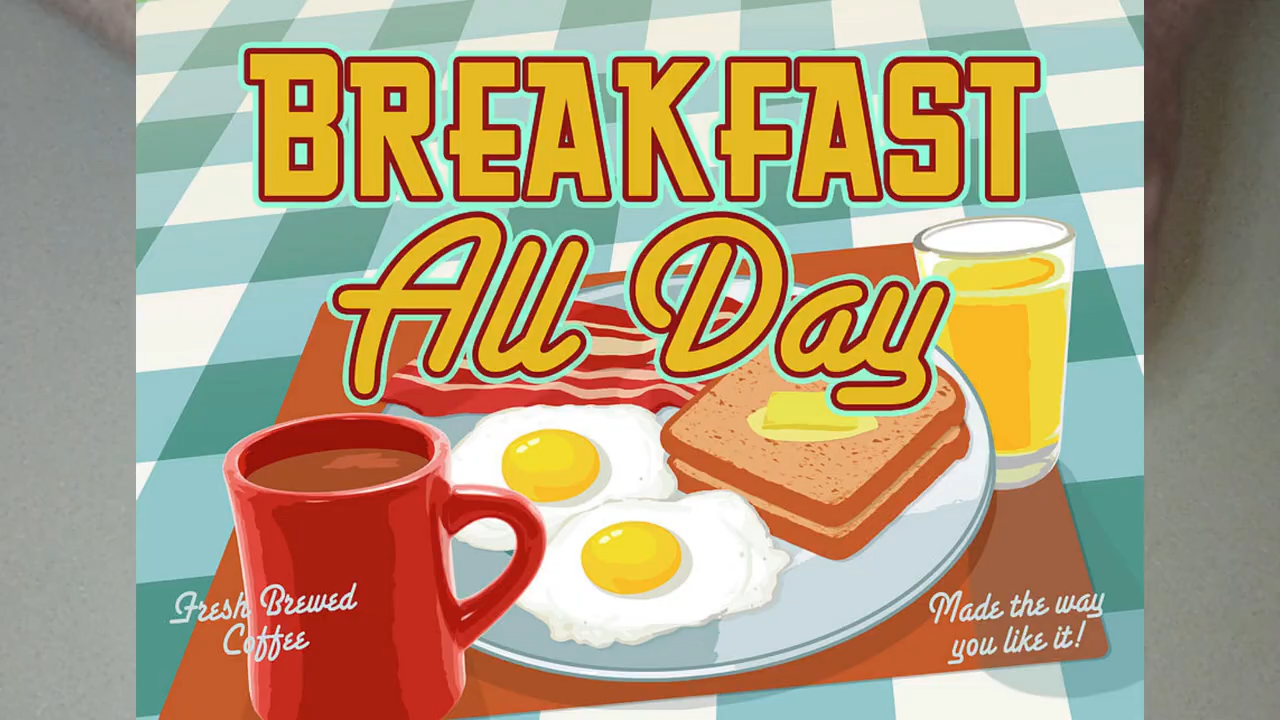 BREAKFAST
All Day
Fresh Brewed
Coffee
Made the way
you like it!